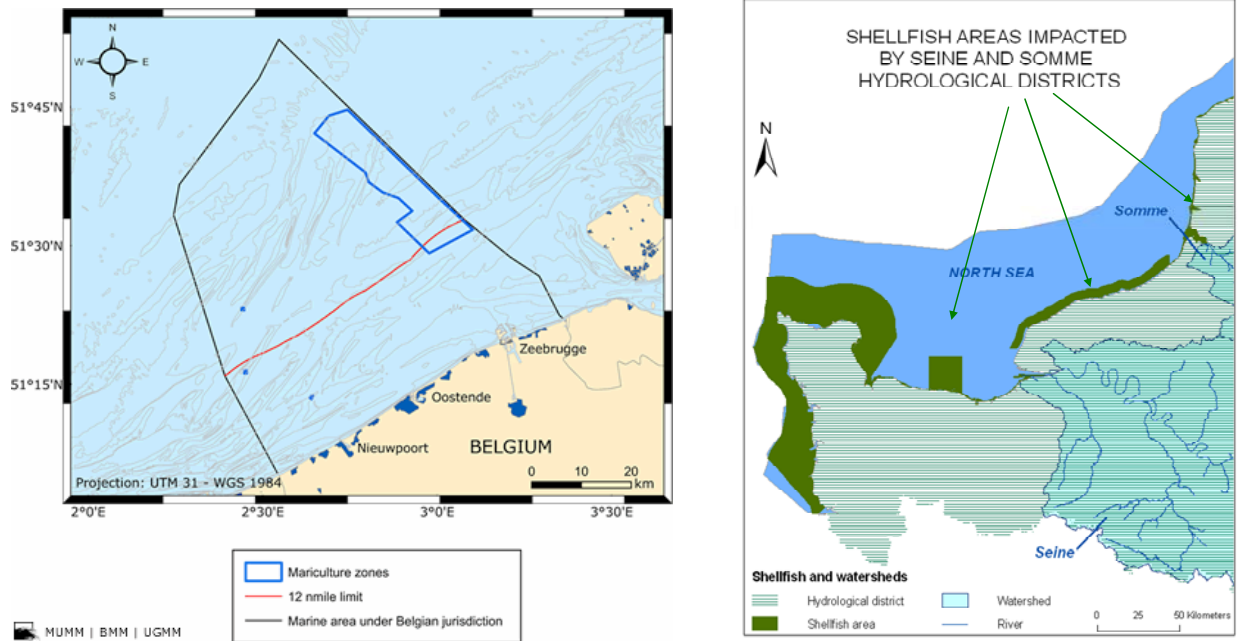 N
W
E
S
51°45'N
51°30'N
51°15'N
Zeebrugge
Oostende
Nieuwpoort
BELGIUM
0 10 20
km
Projection: UTM 31 - WGS 1984
2°0'E 2°30'E 3°0'E 3°30'E
Mariculture zones
12 nmile limit
Marine area under Belgian jurisdiction
MUMM | BMM | UGMM
SHELLFISH AREAS IMPACTED
BY SEINE AND SOMME
HYDROLOGICAL DISTRICTS
N
Somme
NORTH SEA
Seine
Shellfish and watersheds
Hydrological district
Watershed
Shellfish area
River
0 25 50 Kilometers